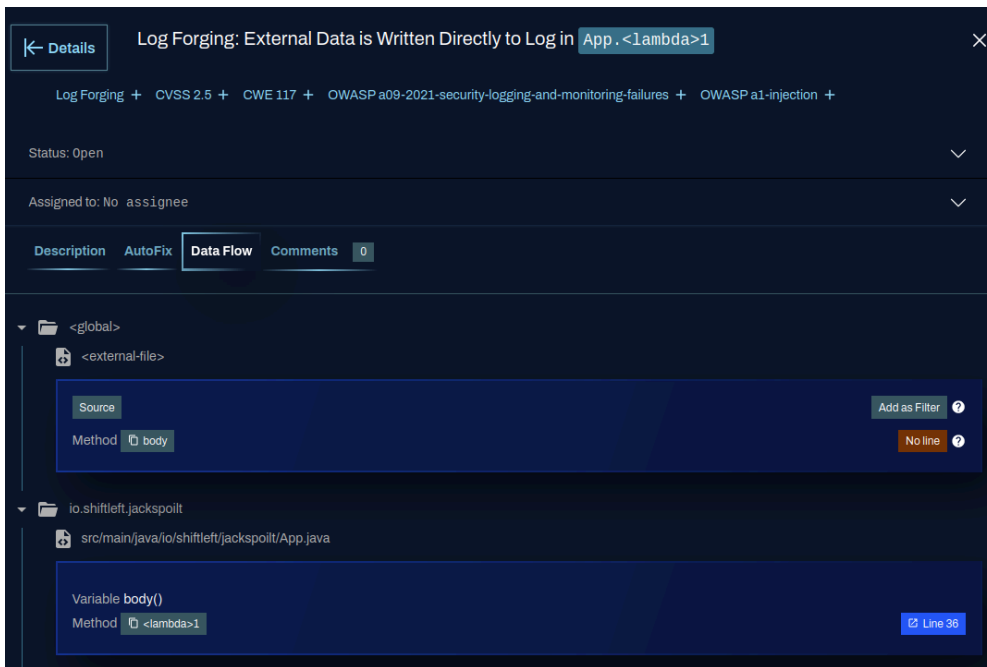 Details
Log Forging: External Data is Written Directly to Log in App.<lambda>1
Log Forging + CVSS 2.5 + CWE 117 + OWASP a09-2021-security-logging-and-monitoring-failures + OWASP a1-injection +
Status: Open
Assigned to: No assignee
Description AutoFix Data Flow Comments 0
<global>
<external-file>
Source Add as Filter ?
Method body No line ?
io.shiftleft.jackspoilt
src/main/java/io/shiftleft/jackspoilt/App.java
Variable body()
Method <lambda>1 Line 36